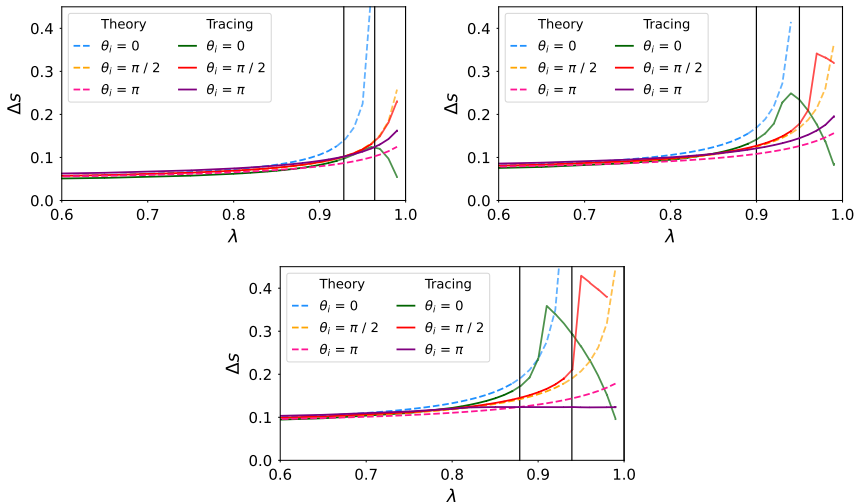 Δs
0.4
0.3
0.2
0.1
0.0
Theory Tracing
θi = 0 θi = 0
θi = π / 2 θi = π / 2
θi = π θi = π
0.6 0.7 0.8 0.9 1.0
λ
Δs
0.4
0.3
0.2
0.1
0.0
Theory Tracing
θi = 0 θi = 0
θi = π / 2 θi = π / 2
θi = π θi = π
0.6 0.7 0.8 0.9 1.0
λ
Δs
0.4
0.3
0.2
0.1
0.0
Theory Tracing
θi = 0 θi = 0
θi = π / 2 θi = π / 2
θi = π θi = π
0.6 0.7 0.8 0.9 1.0
λ